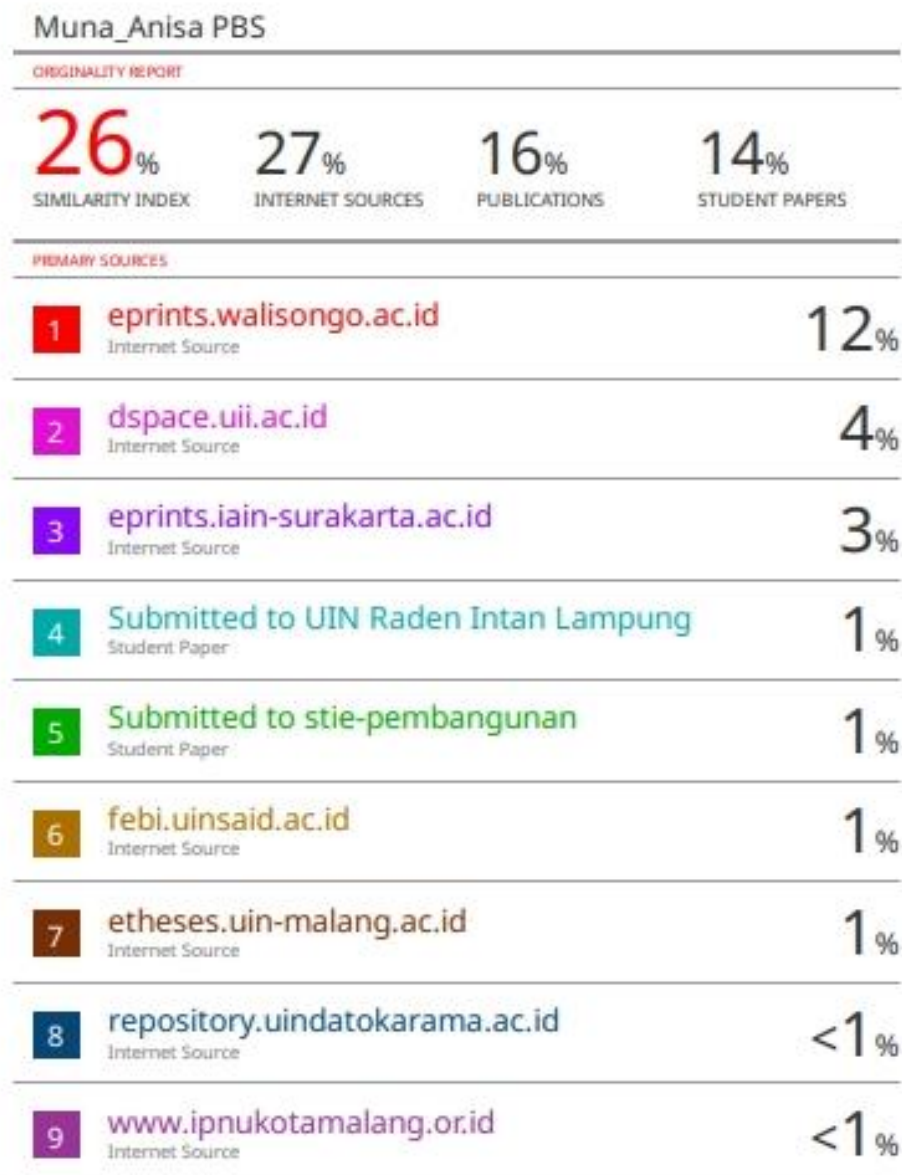 Muna_Anisa PBS
ORIGINALITY REPORT
26% 27% 16% 14%
SIMILARITY INDEX INTERNET SOURCES PUBLICATIONS STUDENT PAPERS
PRIMARY SOURCES
1 eprints.walisongo.ac.id 12%
Internet Source
2 dspace.uii.ac.id 4%
Internet Source
3 eprints.iain-surakarta.ac.id 3%
Internet Source
4 Submitted to UIN Raden Intan Lampung 1%
Student Paper
5 Submitted to stie-pembangunan 1%
Student Paper
6 febi.uinsaid.ac.id 1%
Internet Source
7 etheses.uin-malang.ac.id 1%
Internet Source
8 repository.uindatokarama.ac.id <1%
Internet Source
9 www.ipnukotamalang.or.id <1%
Internet Source